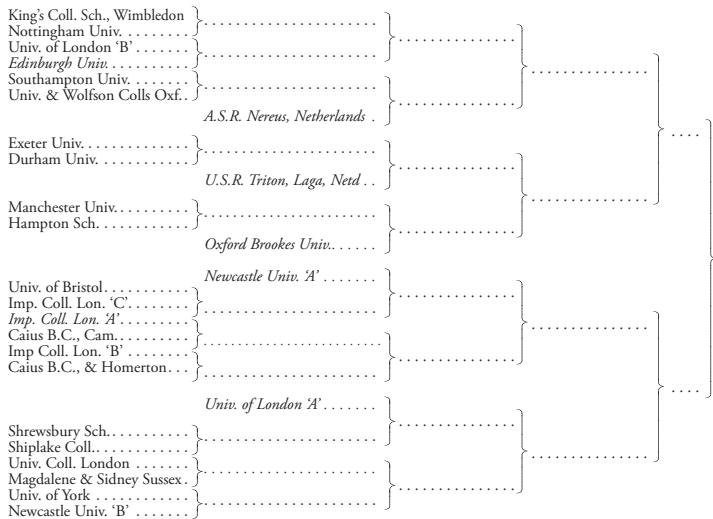 King's Coll. Sch., Wimbledon
Nottingham Univ. . . . . . . . .
Univ. of London ‘B’ . . . . . . .
Edinburgh Univ. . . . . . . . . . .
Southampton Univ. . . . . . . .
Univ. & Wolfson Colls Oxf. .
A.S.R. Nereus, Netherlands .
Exeter Univ. . . . . . . . . . . . . .
Durham Univ. . . . . . . . . . . .
U.S.R. Triton, Laga, Netd . .
Manchester Univ. . . . . . . . . .
Hampton Sch. . . . . . . . . . . .
Oxford Brookes Univ. . . . . . .
Newcastle Univ. ‘A’ . . . . . . .
Univ. of Bristol . . . . . . . . . . .
Imp. Coll. Lon. ‘C’. . . . . . . .
Imp. Coll. Lon. ‘A’ . . . . . . . . .
Caius B.C., Cam. . . . . . . . . .
Imp Coll. Lon. ‘B’ . . . . . . . .
Caius B.C., & Homerton . . .
Univ. of London ‘A’ . . . . . . .
Shrewsbury Sch. . . . . . . . . . .
Shiplake Coll. . . . . . . . . . . . .
Univ. Coll. London . . . . . . .
Magdalene & Sidney Sussex .
Univ. of York . . . . . . . . . . . .
Newcastle Univ. ‘B’ . . . . . . .